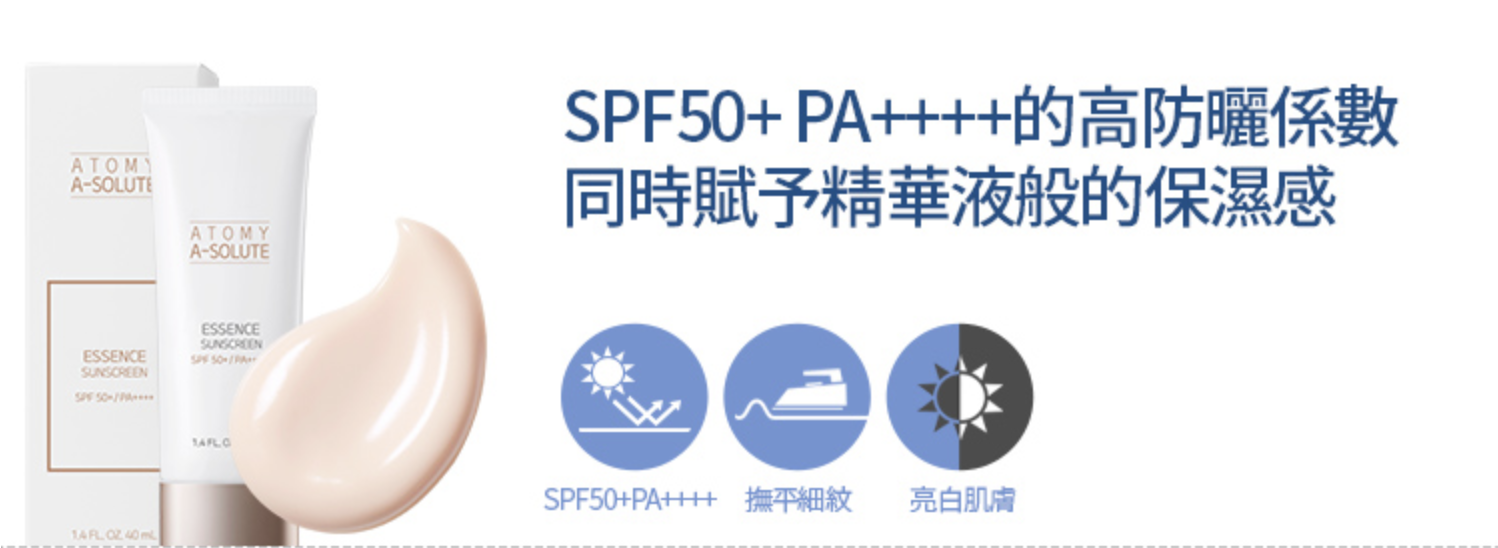 ATOMY
A-SOLUTE
ESSENCE
SUNSCREEN
SPF 50+/PA++++
1.4 FL. OZ. 40 mL
ATOMY
A-SOLUTE
ESSENCE
SUNSCREEN
SPF 50+/PA++
1.4 FL. O
SPF50+ PA++++的高防曬係數
同時賦予精華液般的保濕感
SPF50+PA++++
撫平細紋
亮白肌膚